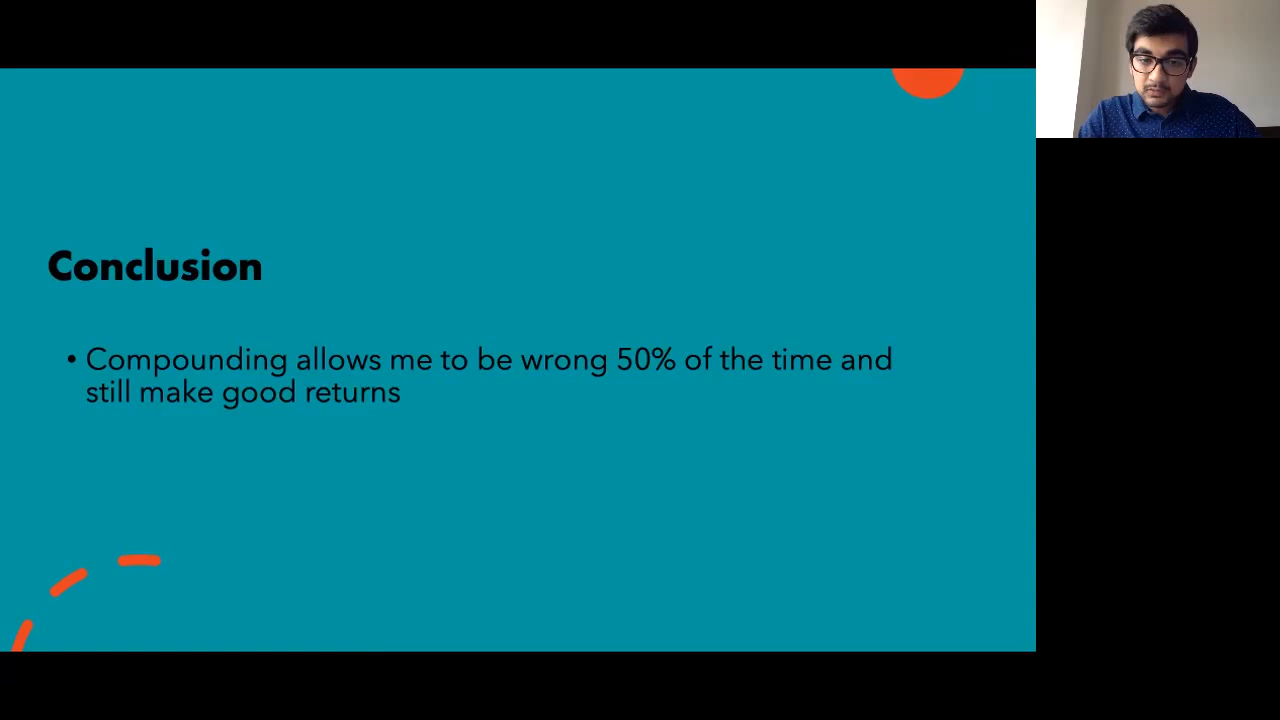 Conclusion
• Compounding allows me to be wrong 50% of the time and
still make good returns